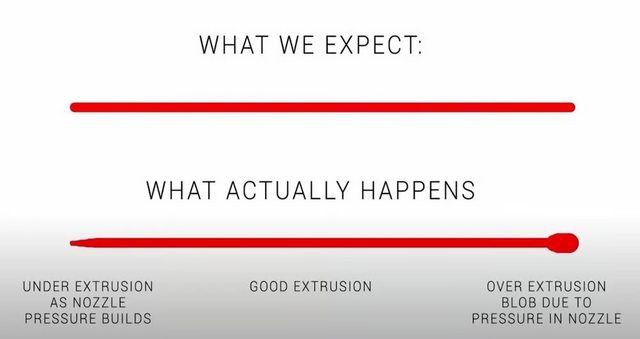 WHAT WE EXPECT:
WHAT ACTUALLY HAPPENS
UNDER EXTRUSION
AS NOZZLE
PRESSURE BUILDS
GOOD EXTRUSION
OVER EXTRUSION
BLOB DUE TO
PRESSURE IN NOZZLE